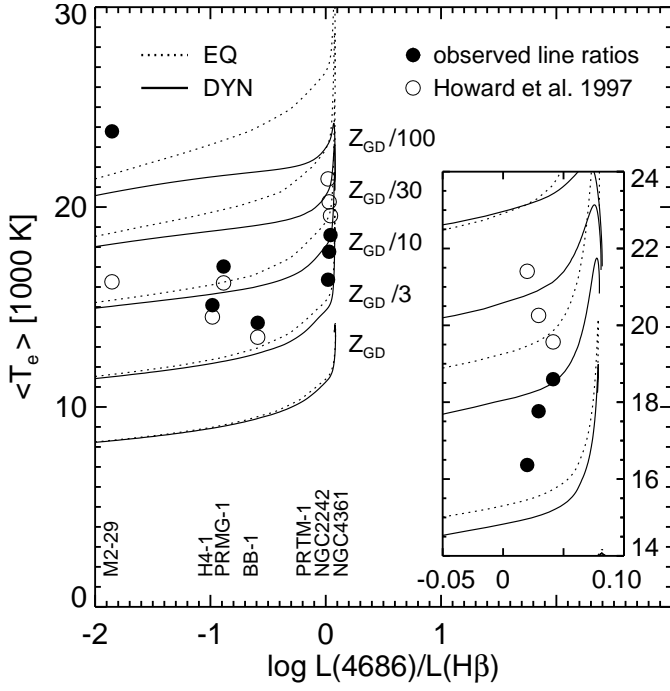 30
20
10
0
<T_e> [1000 K]
EQ
DYN
observed line ratios
Howard et al. 1997
Z_GD/100
Z_GD/30
Z_GD/10
Z_GD/3
Z_GD
M2-29
H4-1
PRMG-1
BB-1
PRTM-1
NGC2242
NGC4361
24
22
20
18
16
14
-0.05 0 0.10
-2 -1 0 1
log L(4686)/L(Hβ)